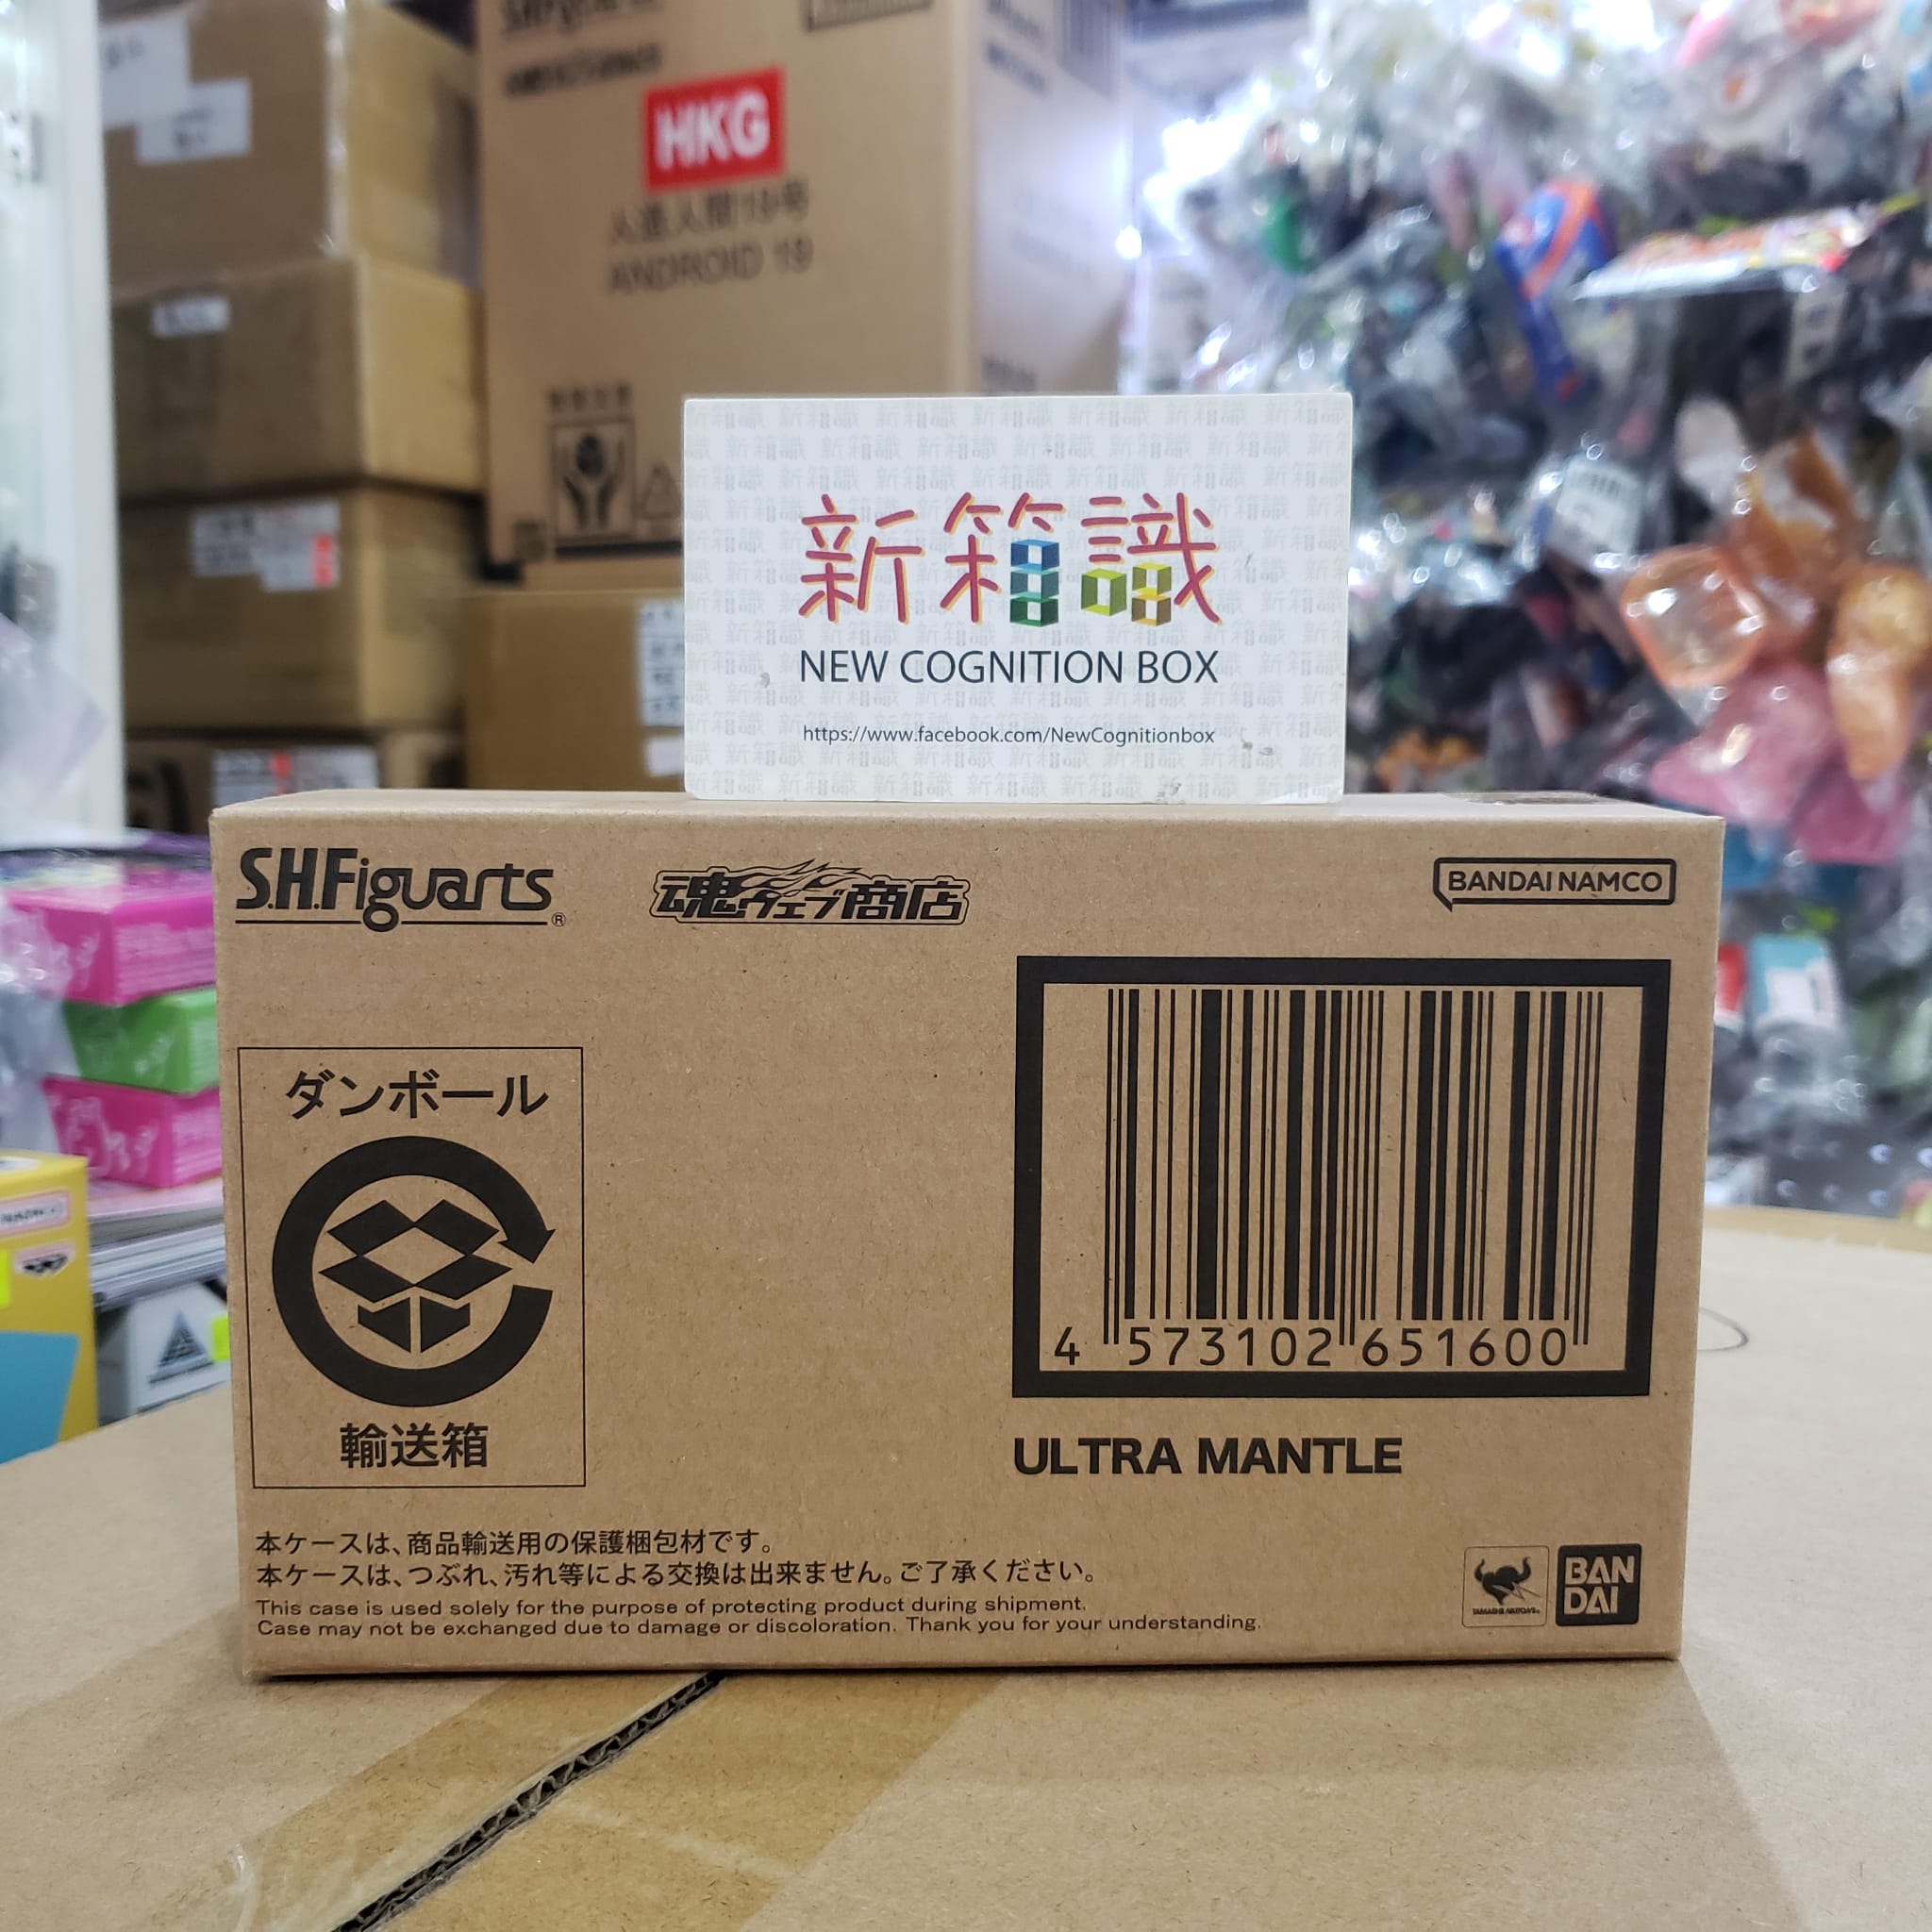 HKG
人造人間19号
ANDROID 19
新箱識
NEW COGNITION BOX
https://www.facebook.com/NewCognitionbox
S.H.Figuarts®
魂ウェブ商店
BANDAI NAMCO
ダンボール
輸送箱
4 573102 651600
ULTRA MANTLE
本ケースは、商品輸送用の保護梱包材です。
本ケースは、つぶれ、汚れ等による交換は出来ません。ご了承ください。
This case is used solely for the purpose of protecting product during shipment.
Case may not be exchanged due to damage or discoloration. Thank you for your understanding.
TAMASHII NATIONS
BAN
DAI